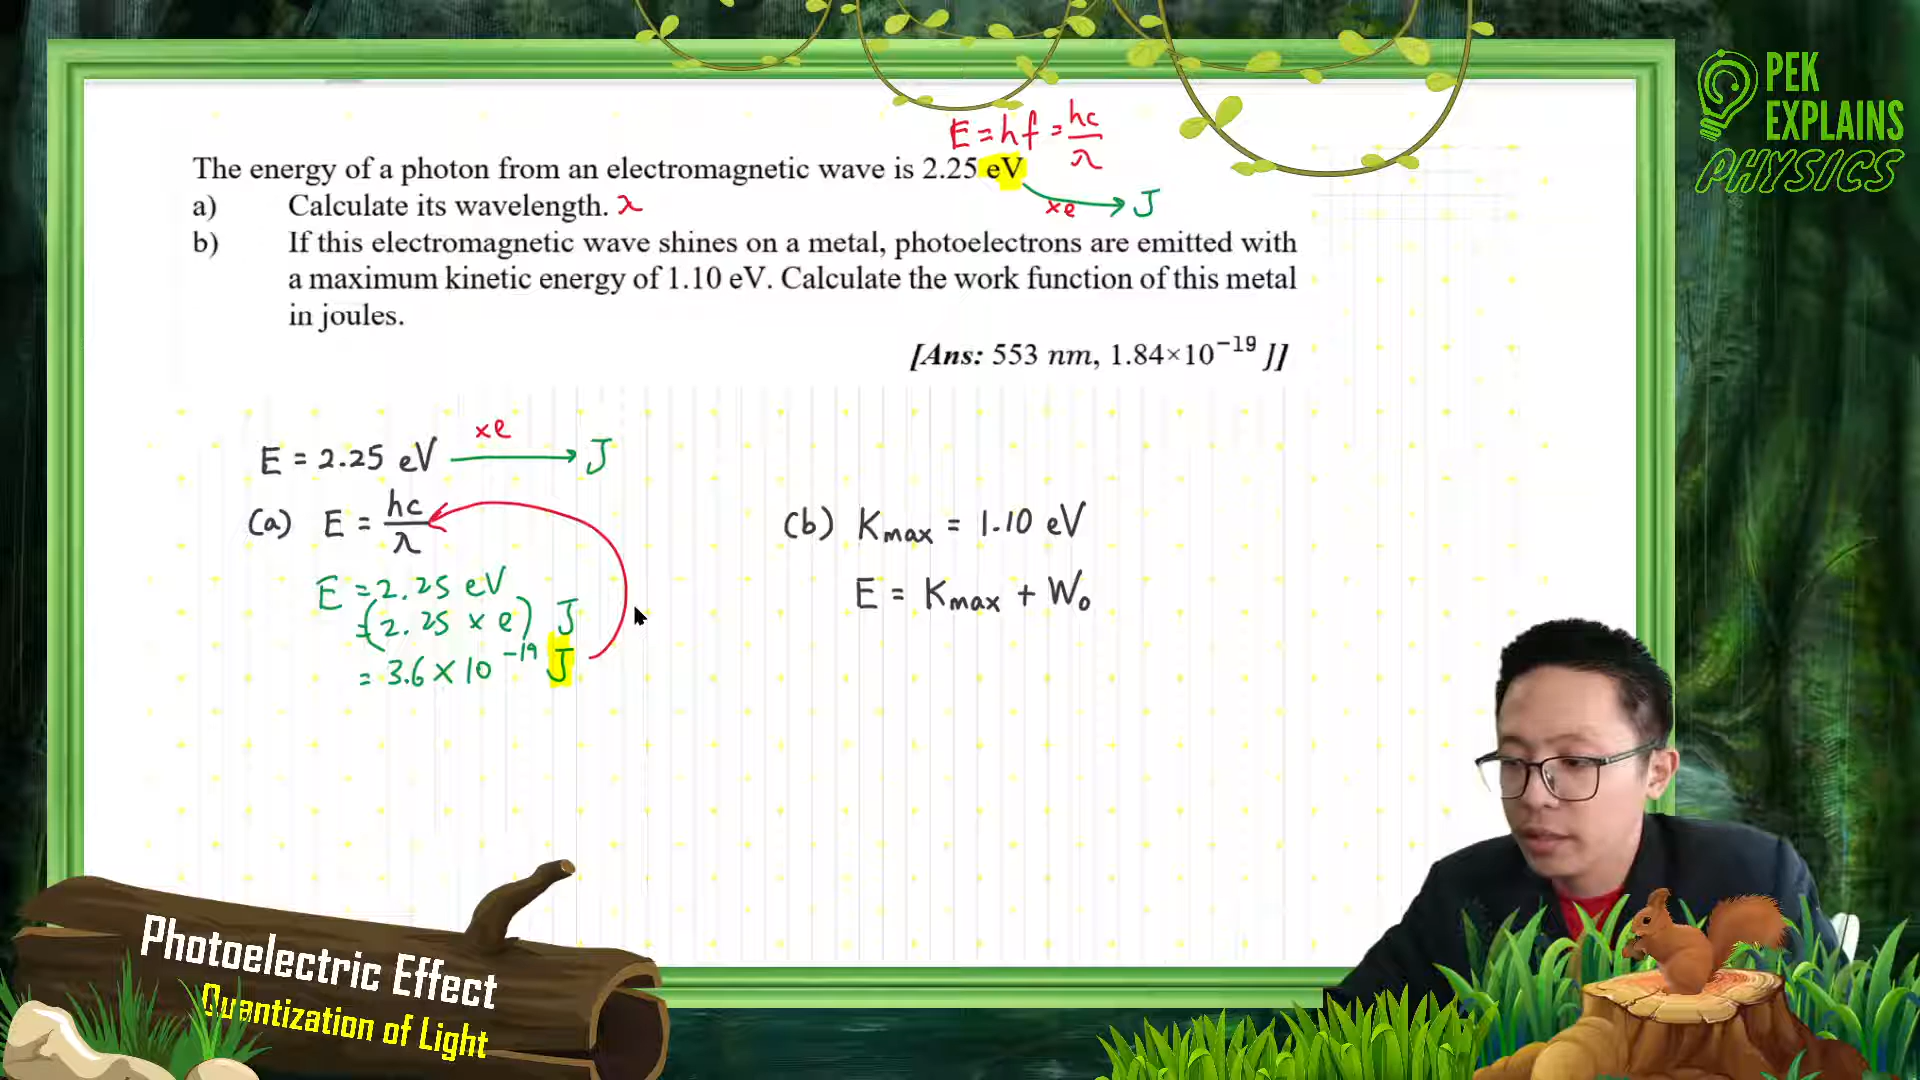 PEK
EXPLAINS
PHYSICS
E = hf = hc/λ
The energy of a photon from an electromagnetic wave is 2.25 eV
×e J
a) Calculate its wavelength. λ
b) If this electromagnetic wave shines on a metal, photoelectrons are emitted with
a maximum kinetic energy of 1.10 eV. Calculate the work function of this metal
in joules.
[Ans: 553 nm, 1.84×10⁻¹⁹ J]
×e
E = 2.25 eV → J
(a) E = hc/λ
E = 2.25 eV
= (2.25 × e) J
= 3.6 × 10⁻¹⁹ J
(b) Kmax = 1.10 eV
E = Kmax + W₀
Photoelectric Effect
Quantization of Light